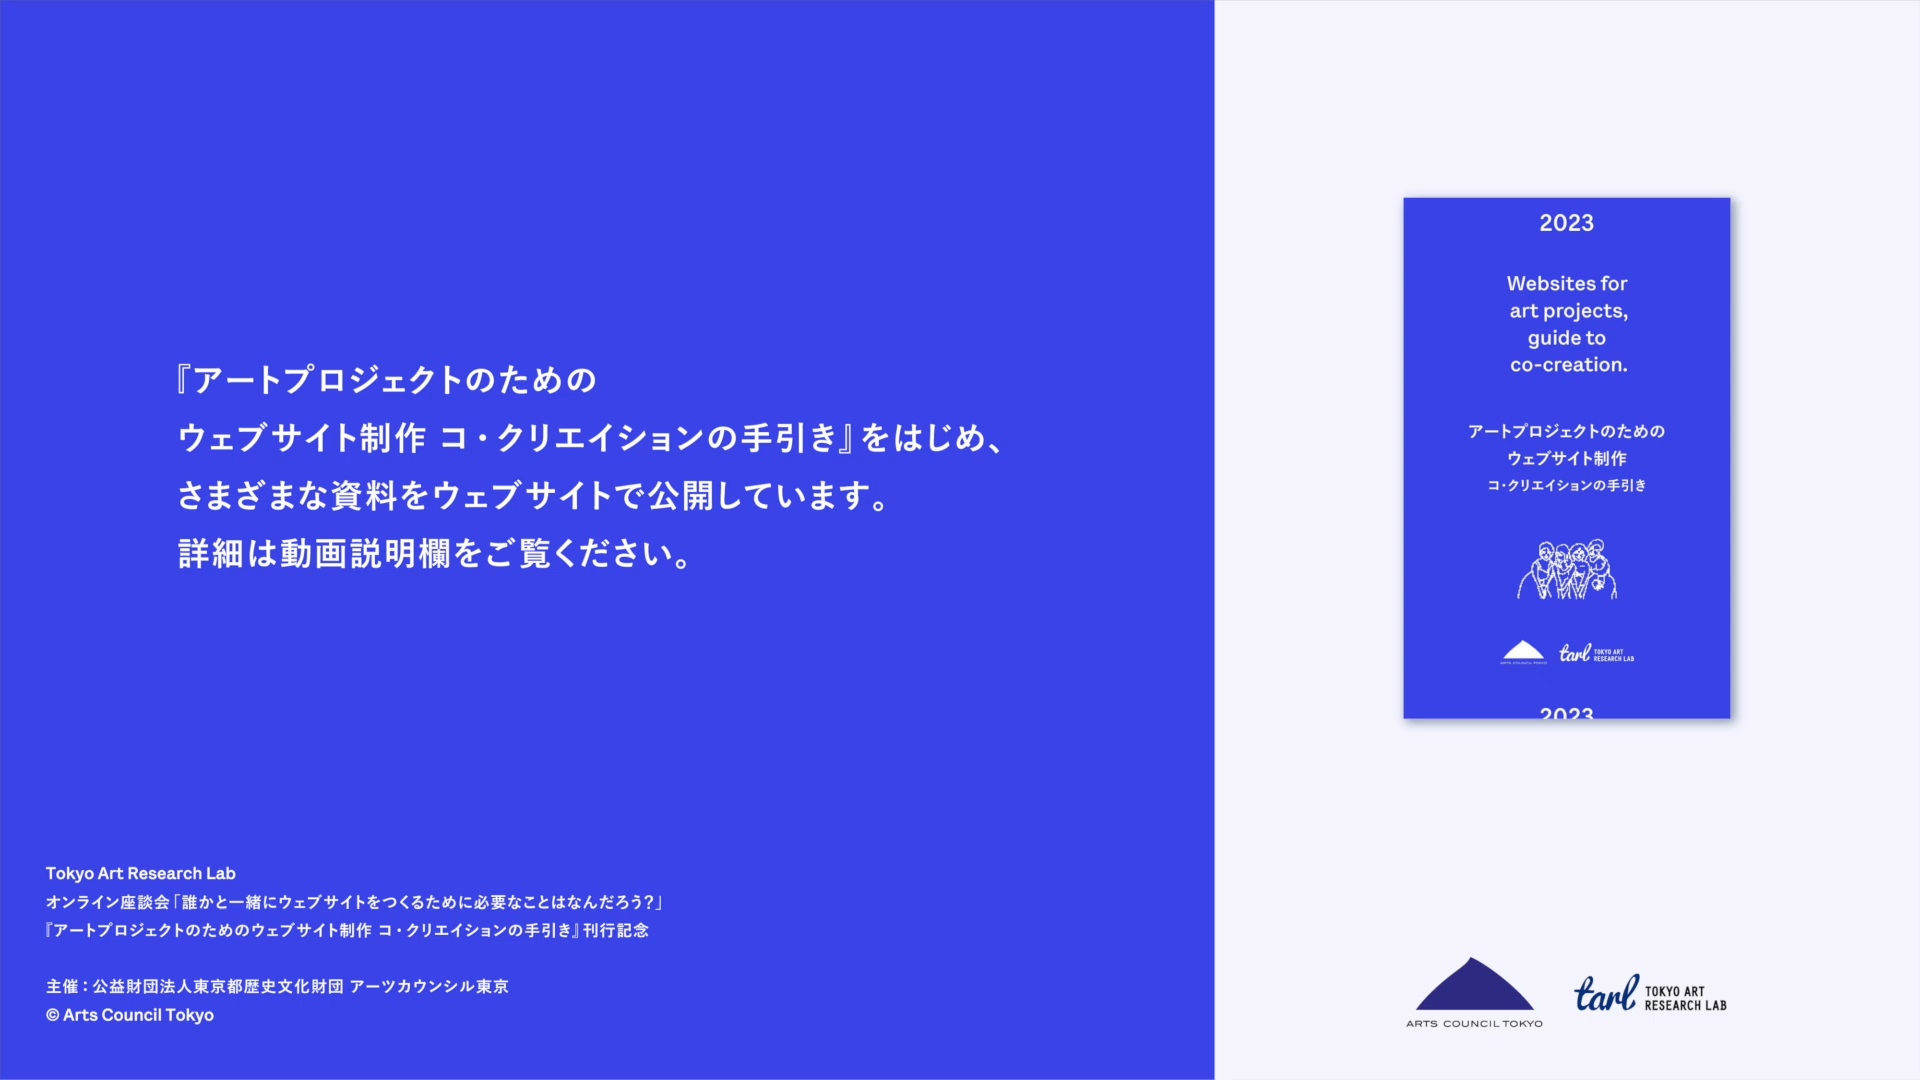 『アートプロジェクトのための
ウェブサイト制作 コ・クリエイションの手引き』をはじめ、
さまざまな資料をウェブサイトで公開しています。
詳細は動画説明欄をご覧ください。
Tokyo Art Research Lab
オンライン座談会「誰かと一緒にウェブサイトをつくるために必要なことはなんだろう？」
『アートプロジェクトのためのウェブサイト制作 コ・クリエイションの手引き』刊行記念
主催：公益財団法人東京都歴史文化財団 アーツカウンシル東京
© Arts Council Tokyo
2023
Websites for
art projects,
guide to
co-creation.
アートプロジェクトのための
ウェブサイト制作
コ・クリエイションの手引き
ARTS COUNCIL TOKYO
tarl TOKYO ART
RESEARCH LAB
2023
ARTS COUNCIL TOKYO
tarl TOKYO ART
RESEARCH LAB